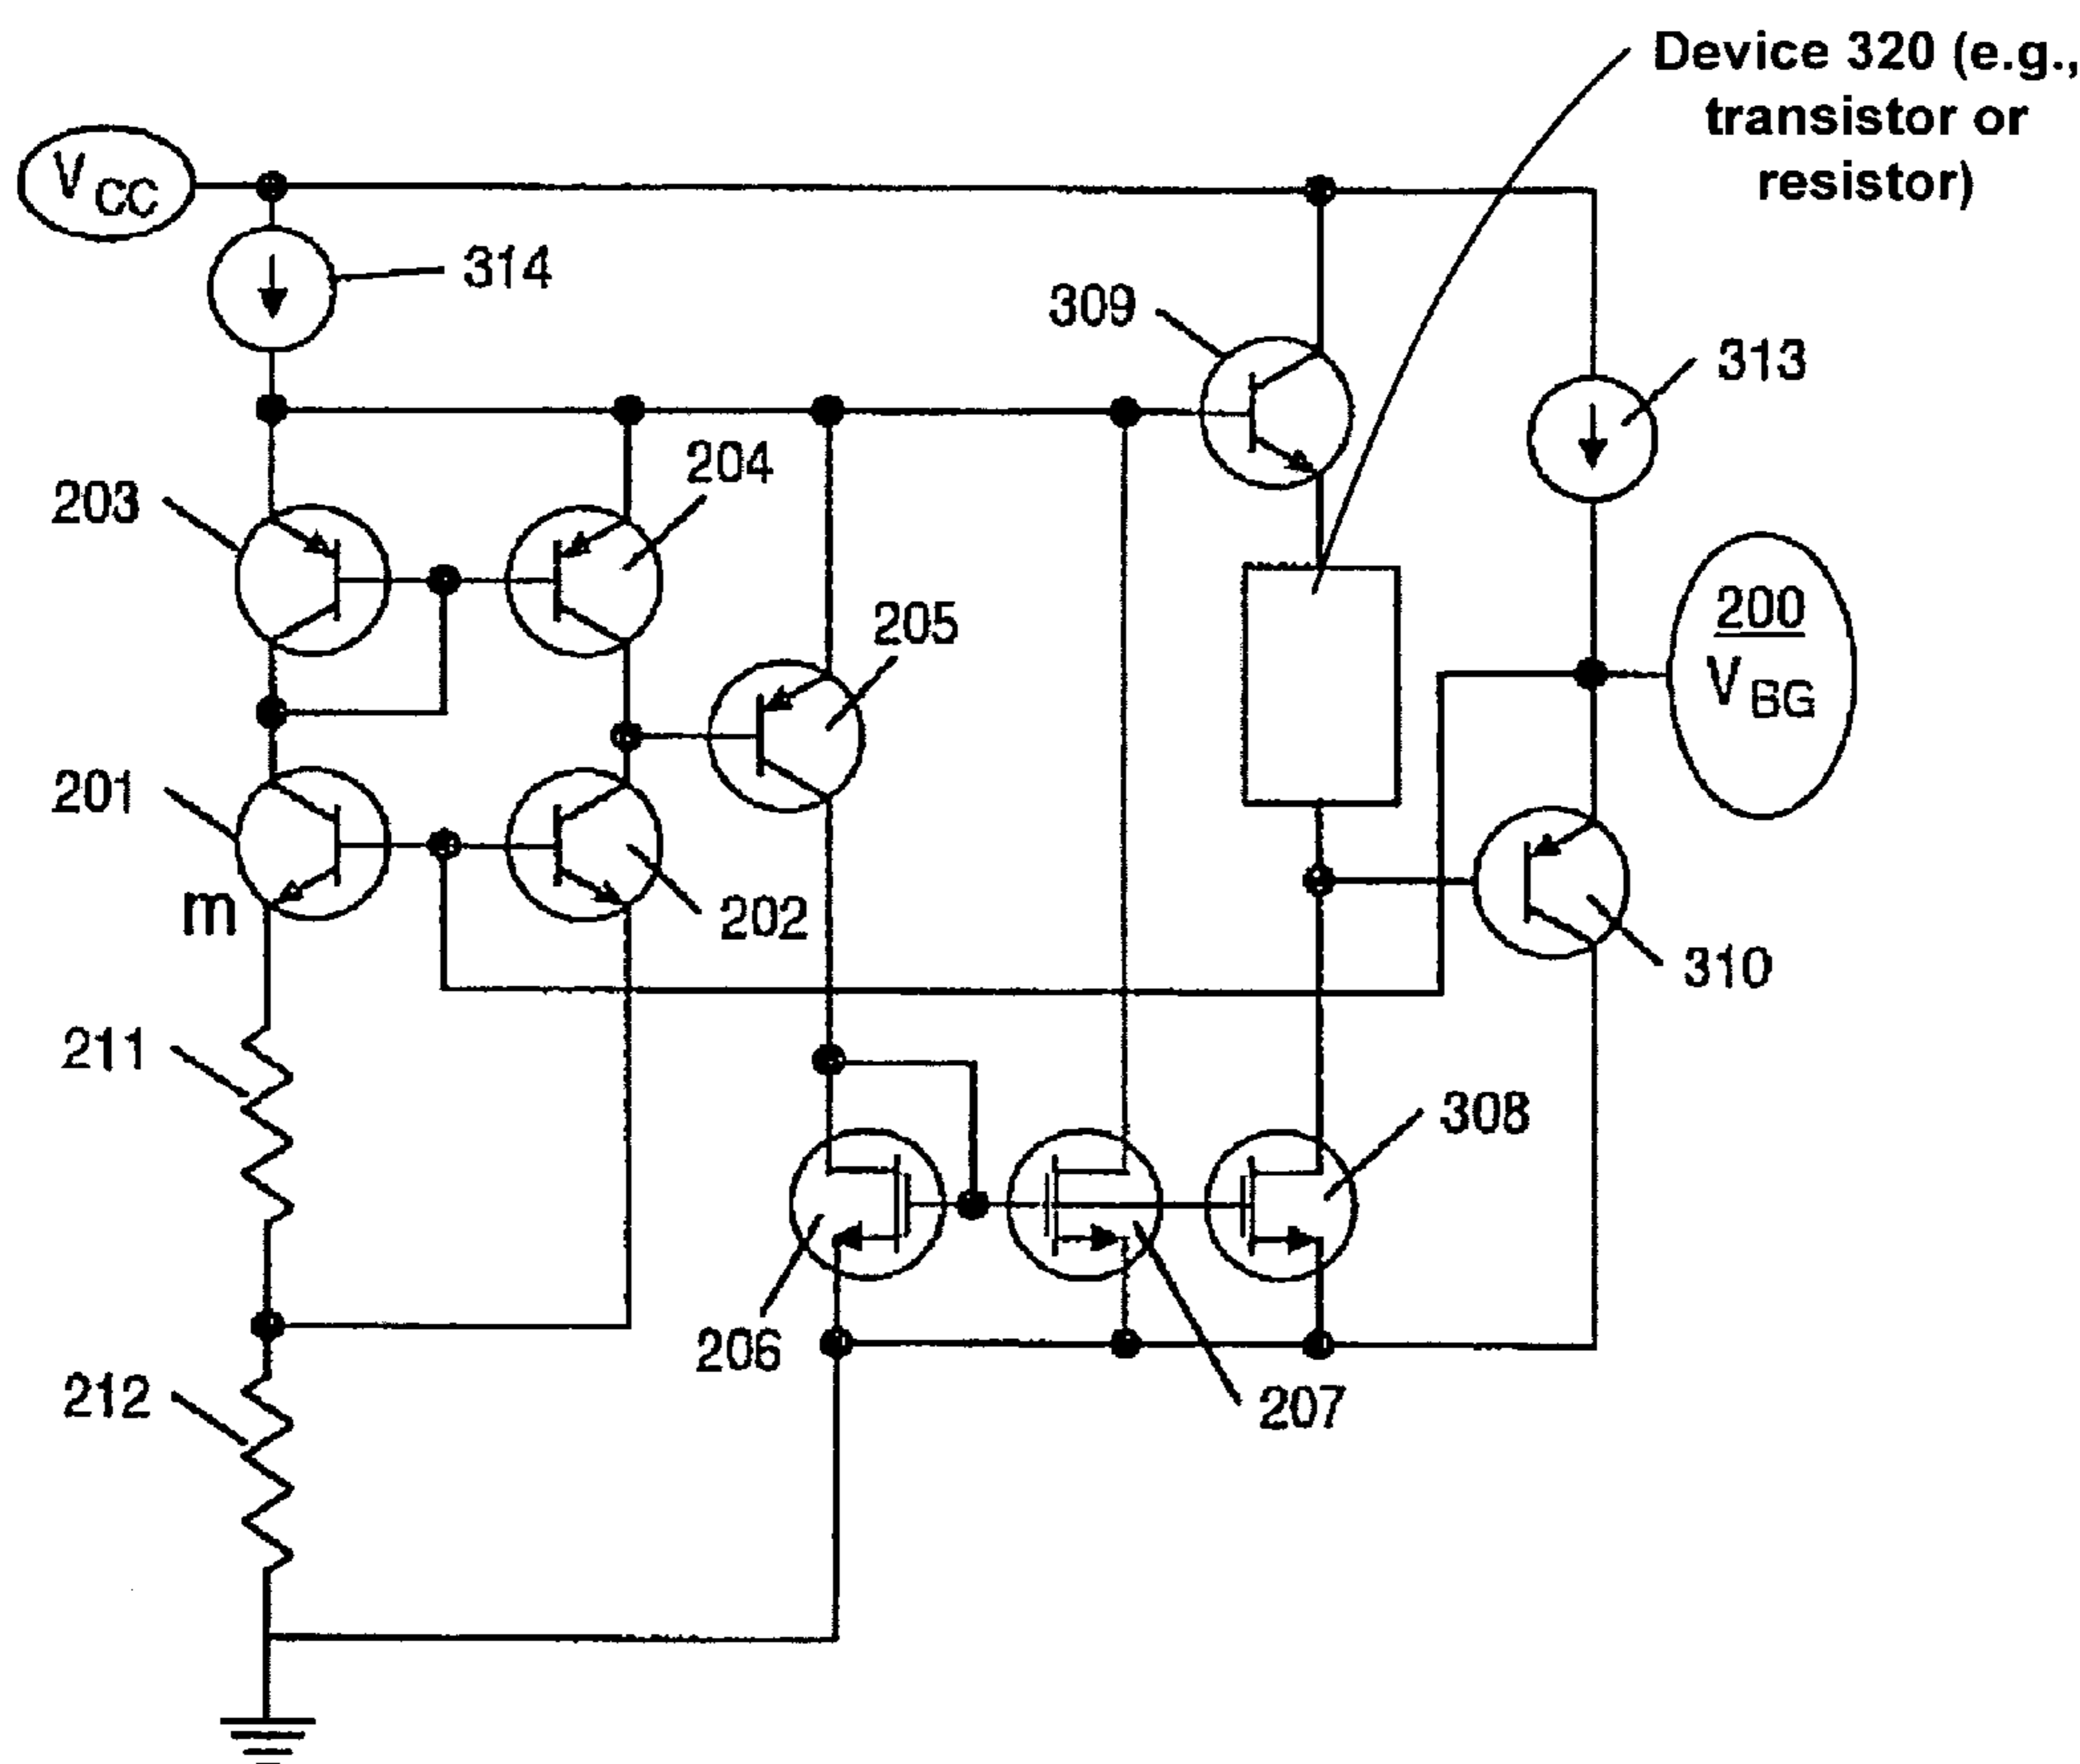 Device 320 (e.g.,
transistor or
resistor)
VCC
314
309
313
203
204
200
VBG
205
201
m
202
310
211
308
206
207
212